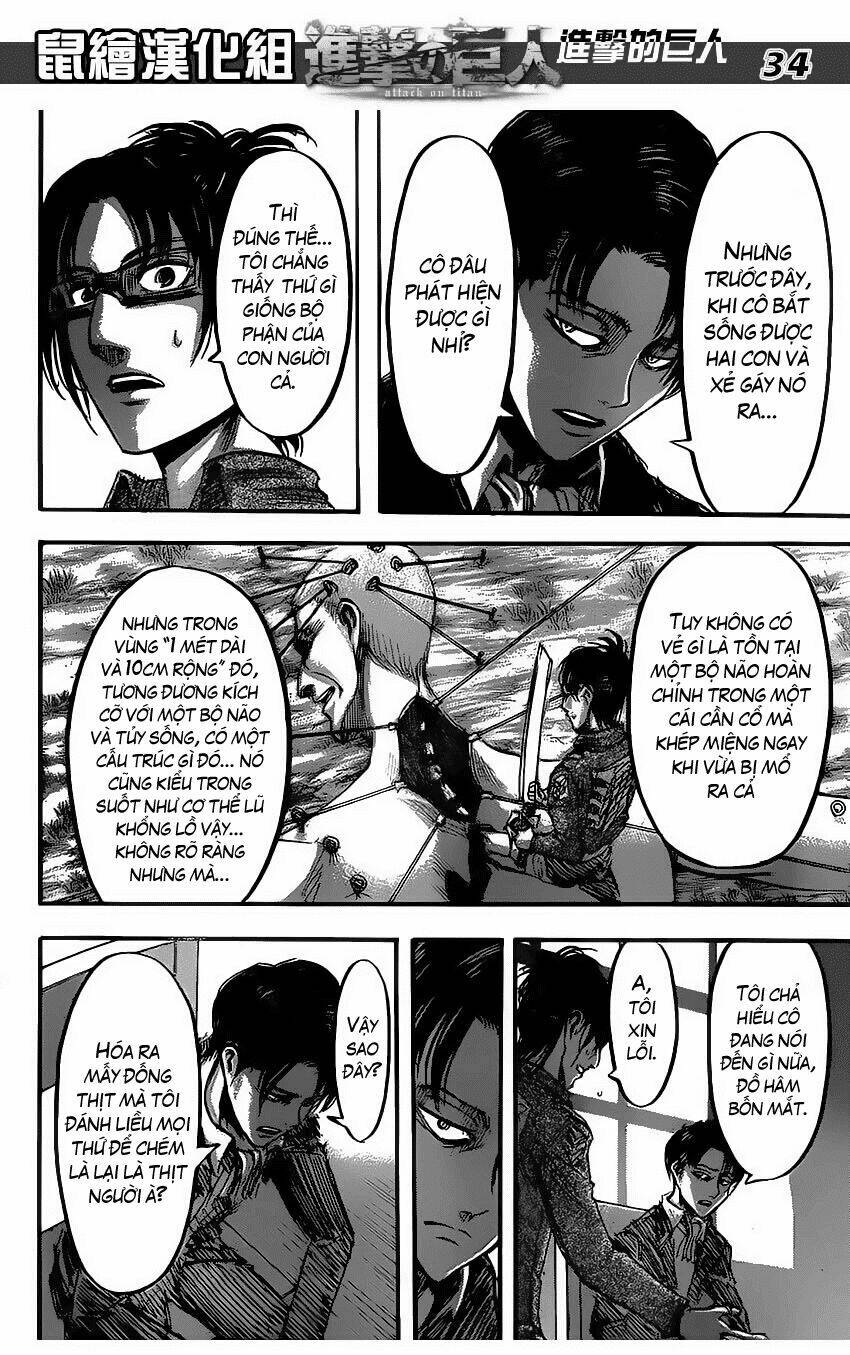 鼠繪漢化組
進撃の巨人
attack on titan
進擊的巨人
34
NHƯNG
TRƯỚC ĐÂY,
KHI CÔ BẮT
SỐNG ĐƯỢC
HAI CON VÀ
XẺ GÁY NÓ
RA...
CÔ ĐÂU
PHÁT HIỆN
ĐƯỢC GÌ
NHỈ?
THÌ
ĐÚNG THẾ...
TÔI CHẲNG
THẤY THỨ GÌ
GIỐNG BỘ
PHẬN CỦA
CON NGƯỜI
CẢ.
TUY KHÔNG CÓ
VẺ GÌ LÀ TỒN TẠI
MỘT BỘ NÃO HOÀN
CHỈNH TRONG MỘT
CÁI CẦN CỔ MÀ
KHÉP MIỆNG NGAY
KHI VỪA BỊ MỔ
RA CẢ
NHƯNG TRONG
VÙNG "1 MÉT DÀI
VÀ 10CM RỘNG" ĐÓ,
TƯƠNG ĐƯƠNG KÍCH
CỠ VỚI MỘT BỘ NÃO
VÀ TỦY SỐNG, CÓ MỘT
CẤU TRÚC GÌ ĐÓ... NÓ
CŨNG KIỂU TRONG
SUỐT NHƯ CƠ THỂ LŨ
KHỔNG LỒ VẬY...
KHÔNG RÕ RÀNG
NHƯNG MÀ...
TÔI CHẢ
HIỂU CÔ
ĐANG NÓI
ĐẾN GÌ NỮA,
ĐỒ HÂM
BỐN MẮT.
A,
TÔI
XIN
LỖI.
VẬY
SAO
ĐÂY?
HÓA RA
MẤY ĐỐNG
THỊT MÀ TÔI
ĐÁNH LIỀU MỌI
THỨ ĐỂ CHÉM
LÀ LẠI LÀ THỊT
NGƯỜI À?